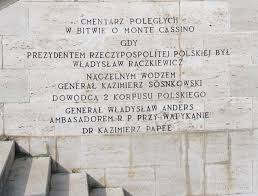 CMENTARZ POLEGŁYCH
W BITWIE O MONTE CASSINO
GDY
PREZYDENTEM RZECZYPOSPOLITEJ POLSKIEJ BYŁ
WŁADYSŁAW RACZKIEWICZ
NACZELNYM WODZEM
GENERAŁ KAZIMIERZ SOSNKOWSKI
DOWÓDCĄ 2 KORPUSU POLSKIEGO
GENERAŁ WŁADYSŁAW ANDERS
AMBASADOREM R.P. PRZY WATYKANIE
DR KAZIMIERZ PAPÉE